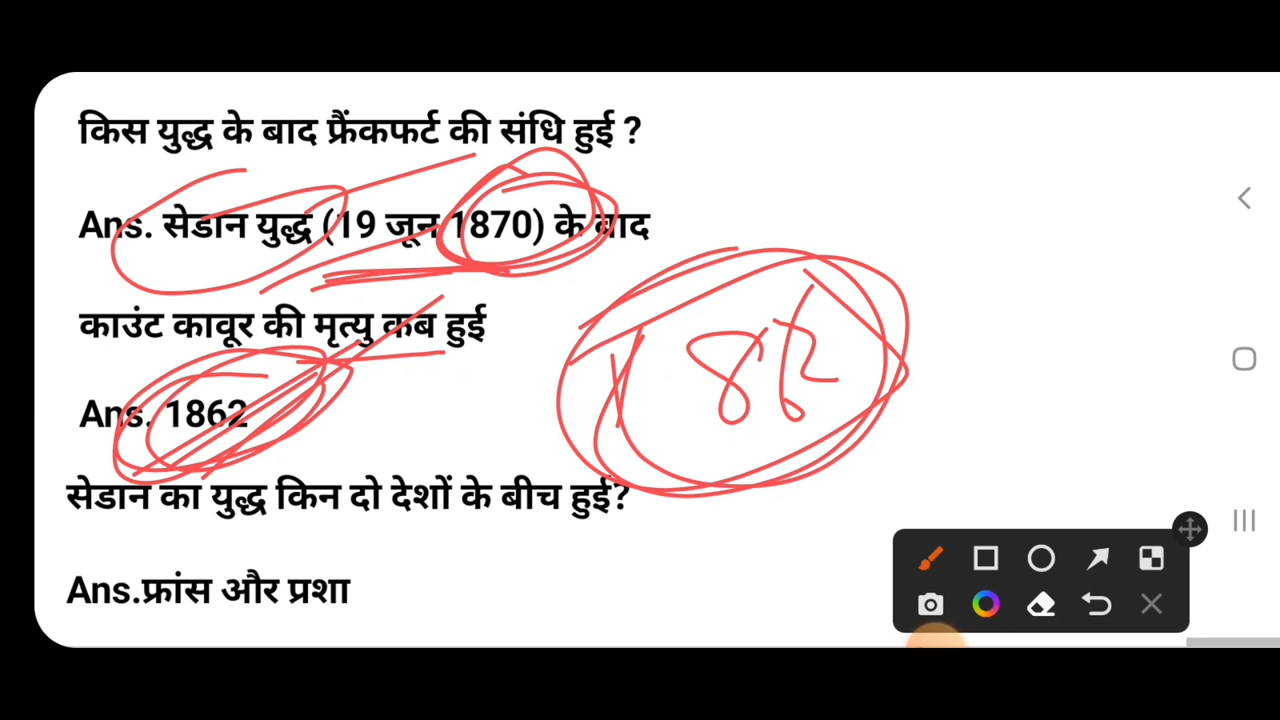 किस युद्ध के बाद फ्रैंकफर्ट की संधि हुई ?
Ans. सेडान युद्ध (19 जून 1870) के बाद
काउंट कावूर की मृत्यु कब हुई
Ans. 1862
सेडान का युद्ध किन दो देशों के बीच हुई?
Ans.फ्रांस और प्रशा